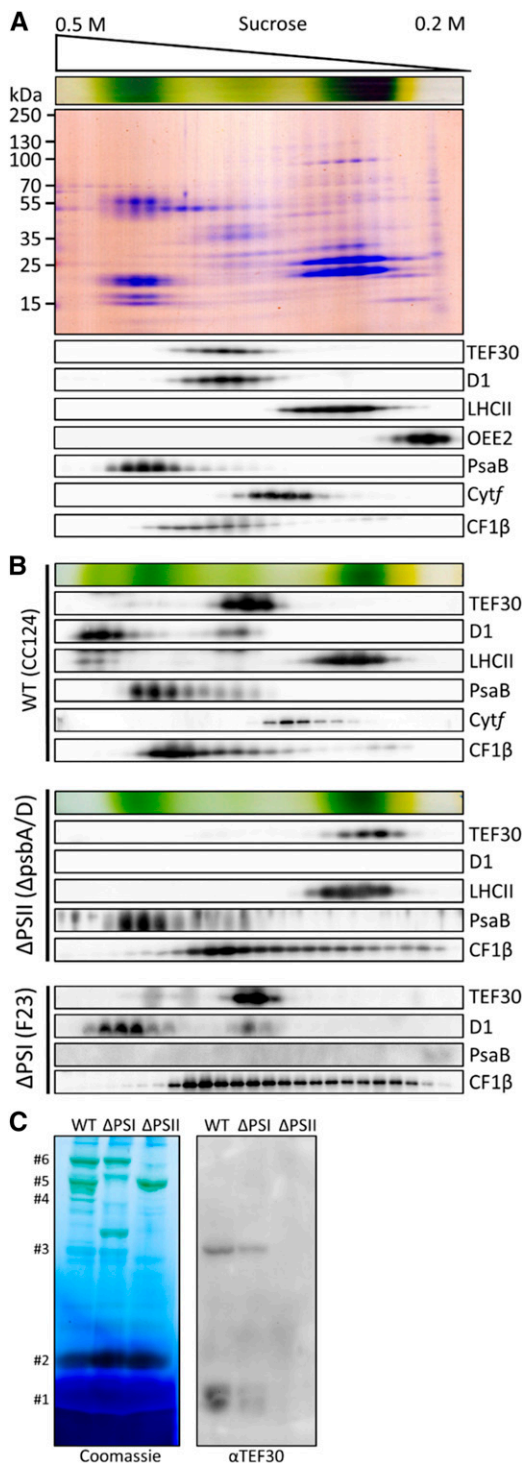 A
0.5 M Sucrose 0.2 M
kDa
250
130
100
70
55
35
25
15
TEF30
D1
LHCII
OEE2
PsaB
Cytf
CF1β
B
WT (CC124)
TEF30
D1
LHCII
PsaB
Cytf
CF1β
ΔPSII (ΔpsbA/D)
TEF30
D1
LHCII
PsaB
CF1β
ΔPSI (F23)
TEF30
D1
PsaB
CF1β
C
WT ΔPSI ΔPSII WT ΔPSI ΔPSII
#6
#5
#4
#3
#2
#1
Coomassie αTEF30